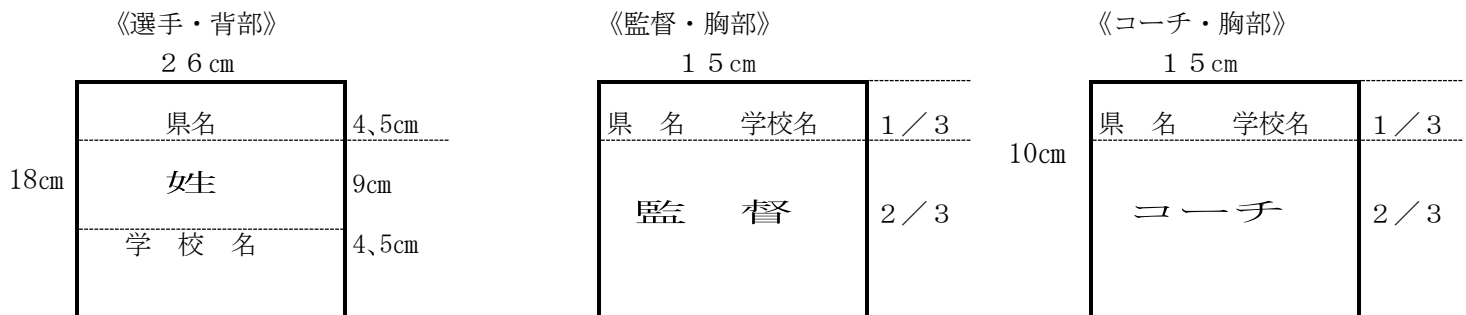 《選手・背部》
２６㎝
県名
4､5㎝
18㎝
姓
9㎝
学 校 名
4､5㎝
《監督・胸部》
１５㎝
県 名 学校名
１／３
監 督
２／３
《コーチ・胸部》
１５㎝
県 名 学校名
１／３
10㎝
コーチ
２／３